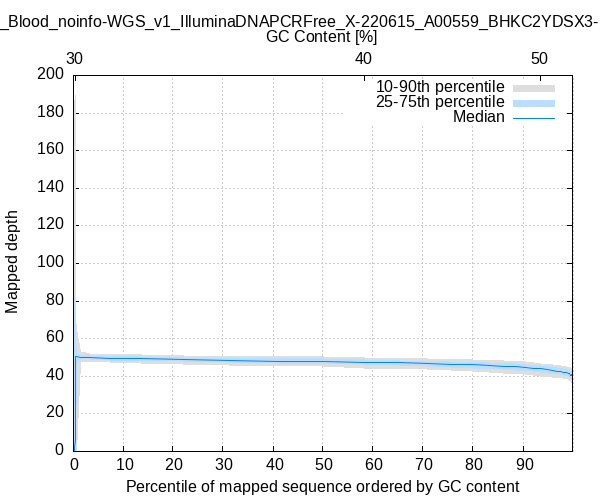 _Blood_noinfo-WGS_v1_IlluminaDNAPCRFree_X-220615_A00559_BHKC2YDSX3-
GC Content [%]
30 40 50
200
180
160
140
120
100
80
60
40
20
0
Mapped depth
10-90th percentile
25-75th percentile
Median
0 10 20 30 40 50 60 70 80 90
Percentile of mapped sequence ordered by GC content